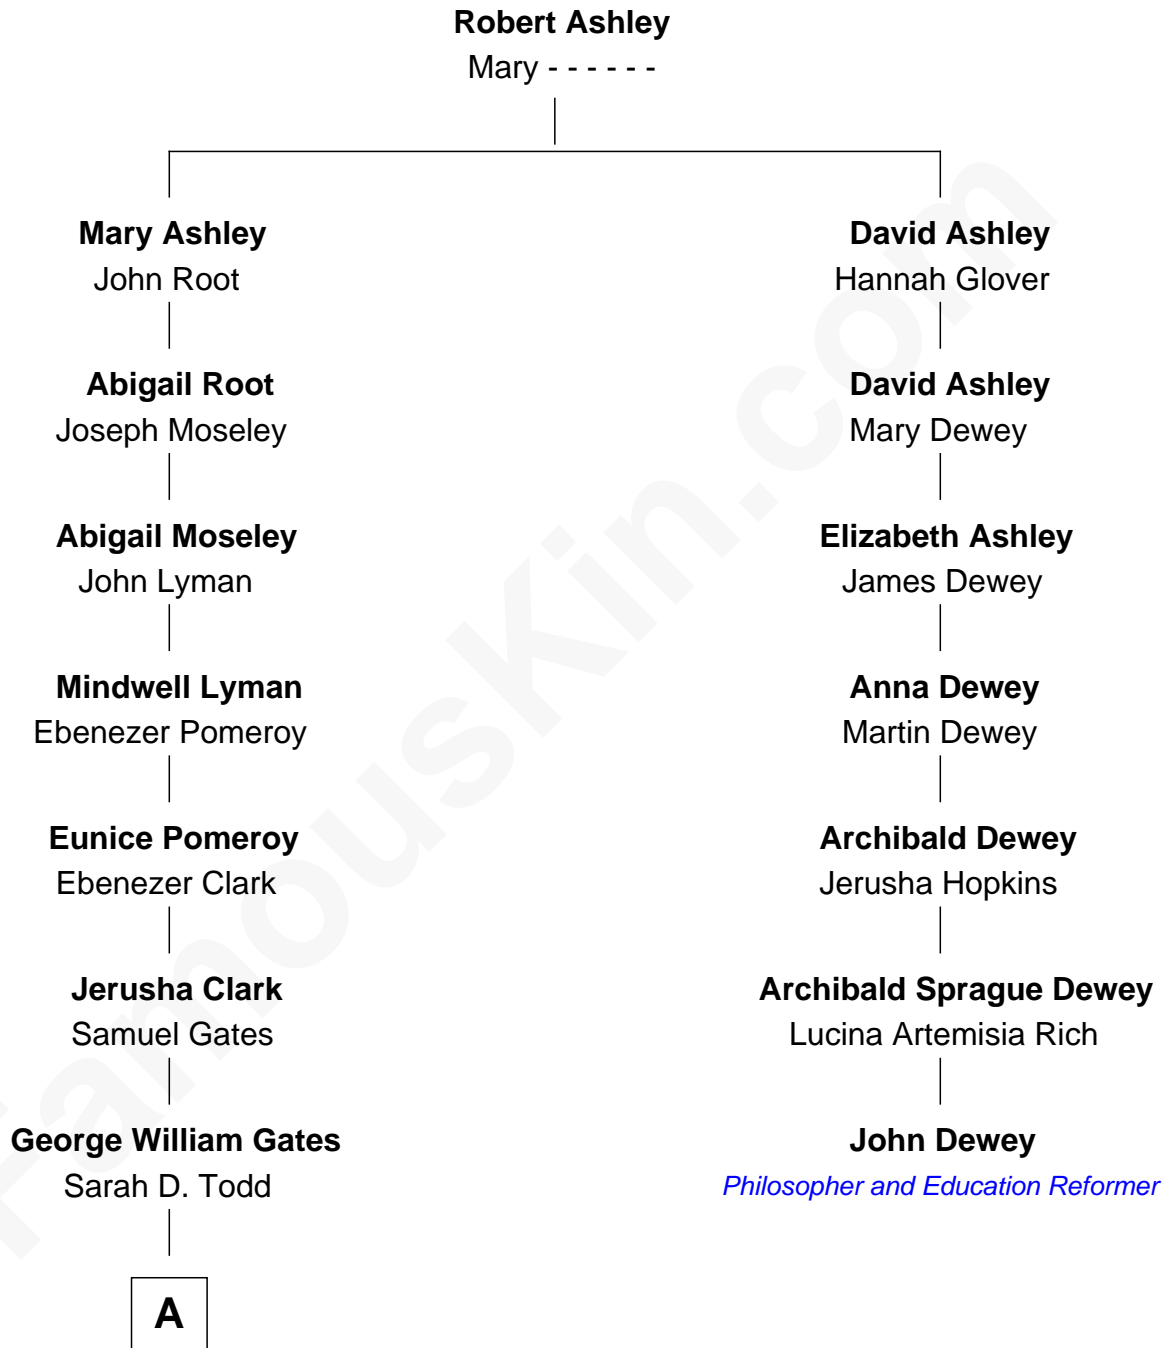 Robert Ashley
Mary - - - - - -
Mary Ashley
John Root
David Ashley
Hannah Glover
Abigail Root
Joseph Moseley
David Ashley
Mary Dewey
Abigail Moseley
John Lyman
Elizabeth Ashley
James Dewey
Mindwell Lyman
Ebenezer Pomeroy
Anna Dewey
Martin Dewey
Eunice Pomeroy
Ebenezer Clark
Archibald Dewey
Jerusha Hopkins
Jerusha Clark
Samuel Gates
Archibald Sprague Dewey
Lucina Artemisia Rich
George William Gates
Sarah D. Todd
John Dewey
Philosopher and Education Reformer
A
FamousKin.com